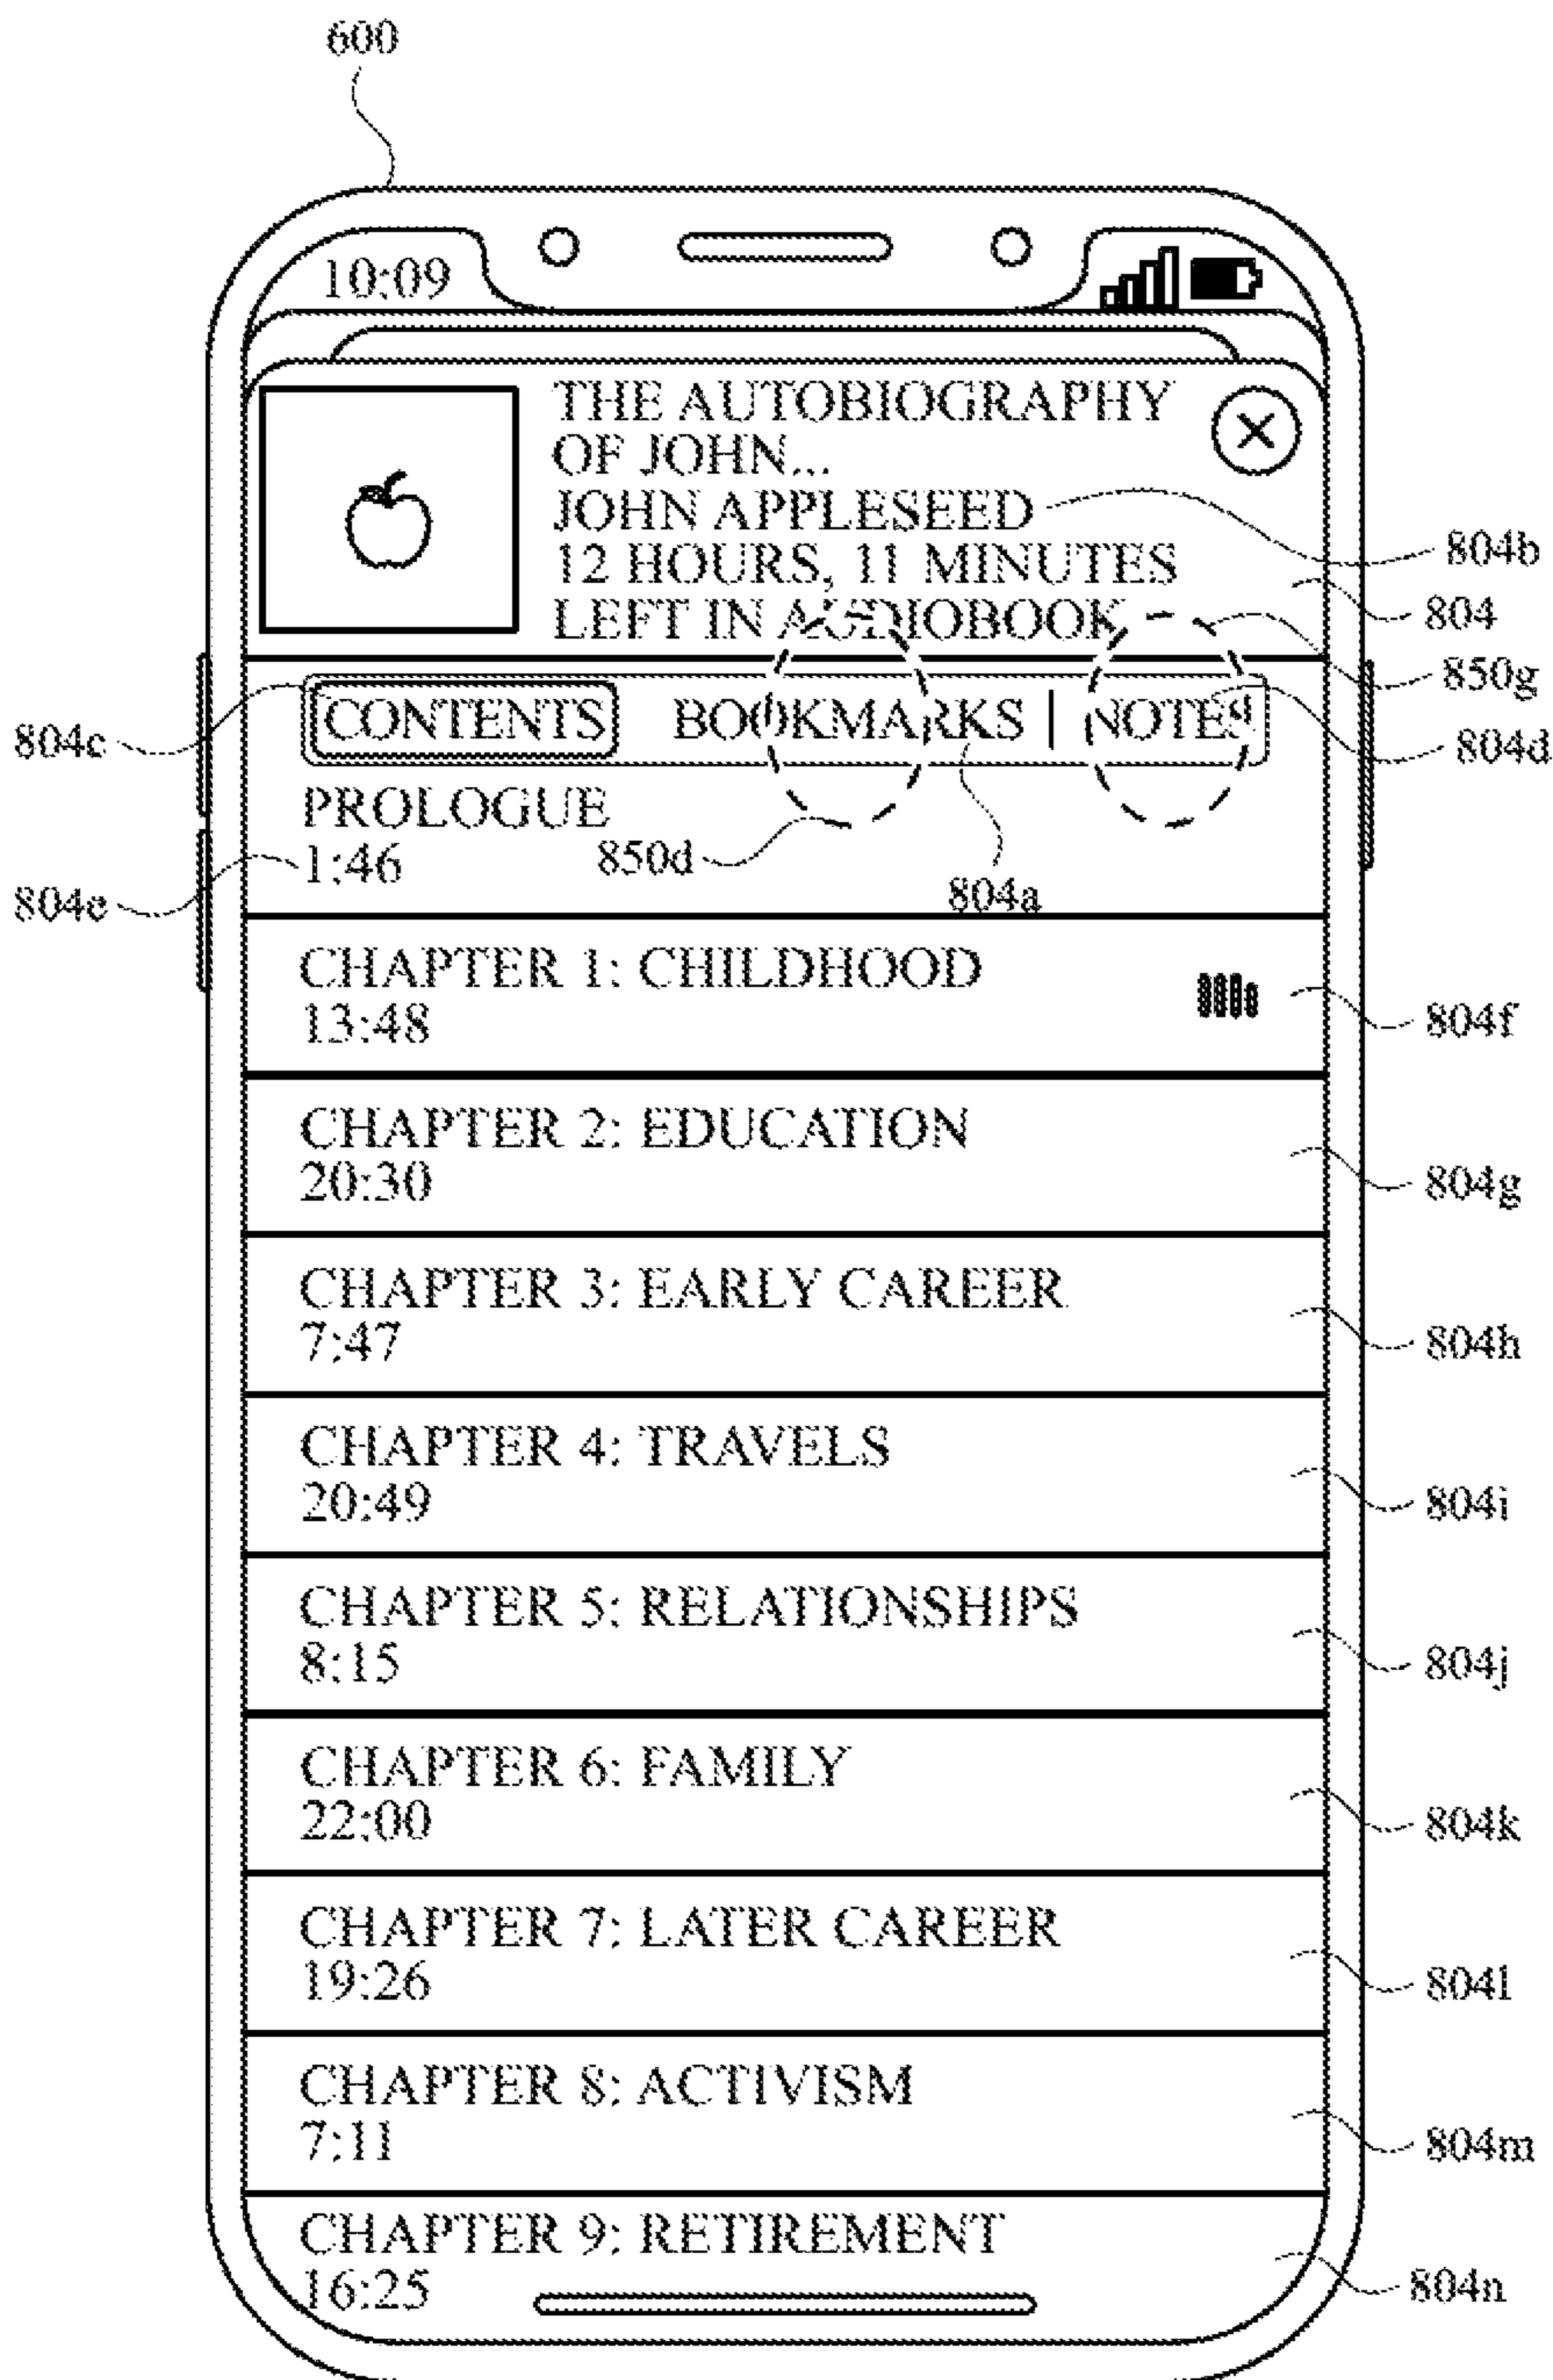 600
10:09
THE AUTOBIOGRAPHY
OF JOHN...
JOHN APPLESEED
12 HOURS, 11 MINUTES
LEFT IN AUDIOBOOK
804b
804
850g
804c
CONTENTS BOOKMARKS | NOTES
804d
PROLOGUE
1:46
850d
804a
804e
CHAPTER 1: CHILDHOOD
13:48
804f
CHAPTER 2: EDUCATION
20:30
804g
CHAPTER 3: EARLY CAREER
7:47
804h
CHAPTER 4: TRAVELS
20:49
804i
CHAPTER 5: RELATIONSHIPS
8:15
804j
CHAPTER 6: FAMILY
22:00
804k
CHAPTER 7: LATER CAREER
19:26
804l
CHAPTER 8: ACTIVISM
7:11
804m
CHAPTER 9: RETIREMENT
16:25
804n